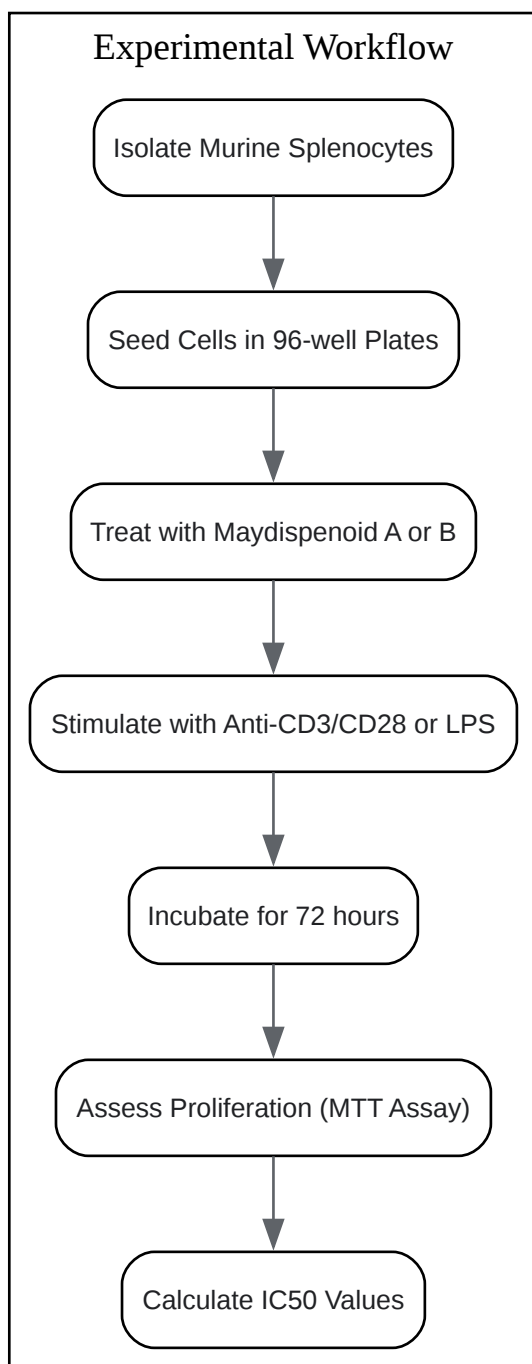 Experimental Workflow
Isolate Murine Splenocytes
Seed Cells in 96-well Plates
Treat with Maydispenoid A or B
Stimulate with Anti-CD3/CD28 or LPS
Incubate for 72 hours
Assess Proliferation (MTT Assay)
Calculate IC50 Values